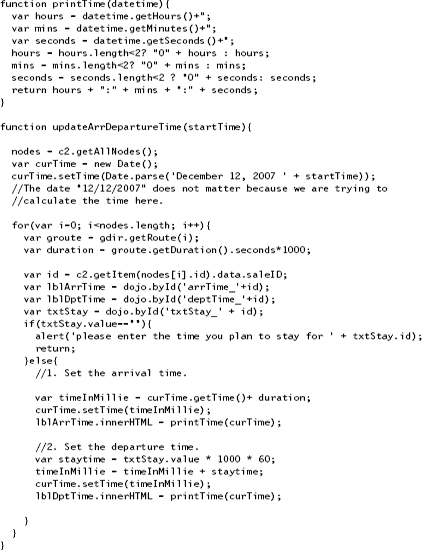 function printTime(datetime){
var hours - datetime.getHours()+";
var mins - datetime.getMinutes()+";
var seconds - datetime.getSeconds()+";
hours - hours.length<2? "0" + hours : hours;
mins - mins.length<2? "0" + mins : mins;
seconds - seconds.length<2 ? "0" + seconds: seconds;
return hours + ":" + mins + ":" + seconds;
}
function updateArrDepartureTime(startTime){
nodes - c2.getAllNodes();
var curTime - new Date();
curTime.setTime(Date.parse('December 12, 2007 ' + startTime));
//The date "12/12/2007" does not matter because we are trying to
//calculate the time here.
for(var i-0; i<nodes.length; i++){
var groute - gdir.getRoute(i);
var duration - groute.getDuration().seconds*1000;
var id - c2.getItem(nodes[i].id).data.saleID;
var lblArrTime - dojo.byId('arrTime_'+id);
var lblDptTime - dojo.byId('deptTime_'+id);
var txtStay - dojo.byId('txtStay_' + id);
if(txtStay.value--""){
alert('please enter the time you plan to stay for ' + txtStay.id);
return;
}else{
//1. Set the arrival time.
var timeInMillie - curTime.getTime()+ duration;
curTime.setTime(timeInMillie);
lblArrTime.innerHTML - printTime(curTime);
//2. Set the departure time.
var staytime - txtStay.value * 1000 * 60;
timeInMillie - timeInMillie + staytime;
curTime.setTime(timeInMillie);
lblDptTime.innerHTML - printTime(curTime);
}
}
}